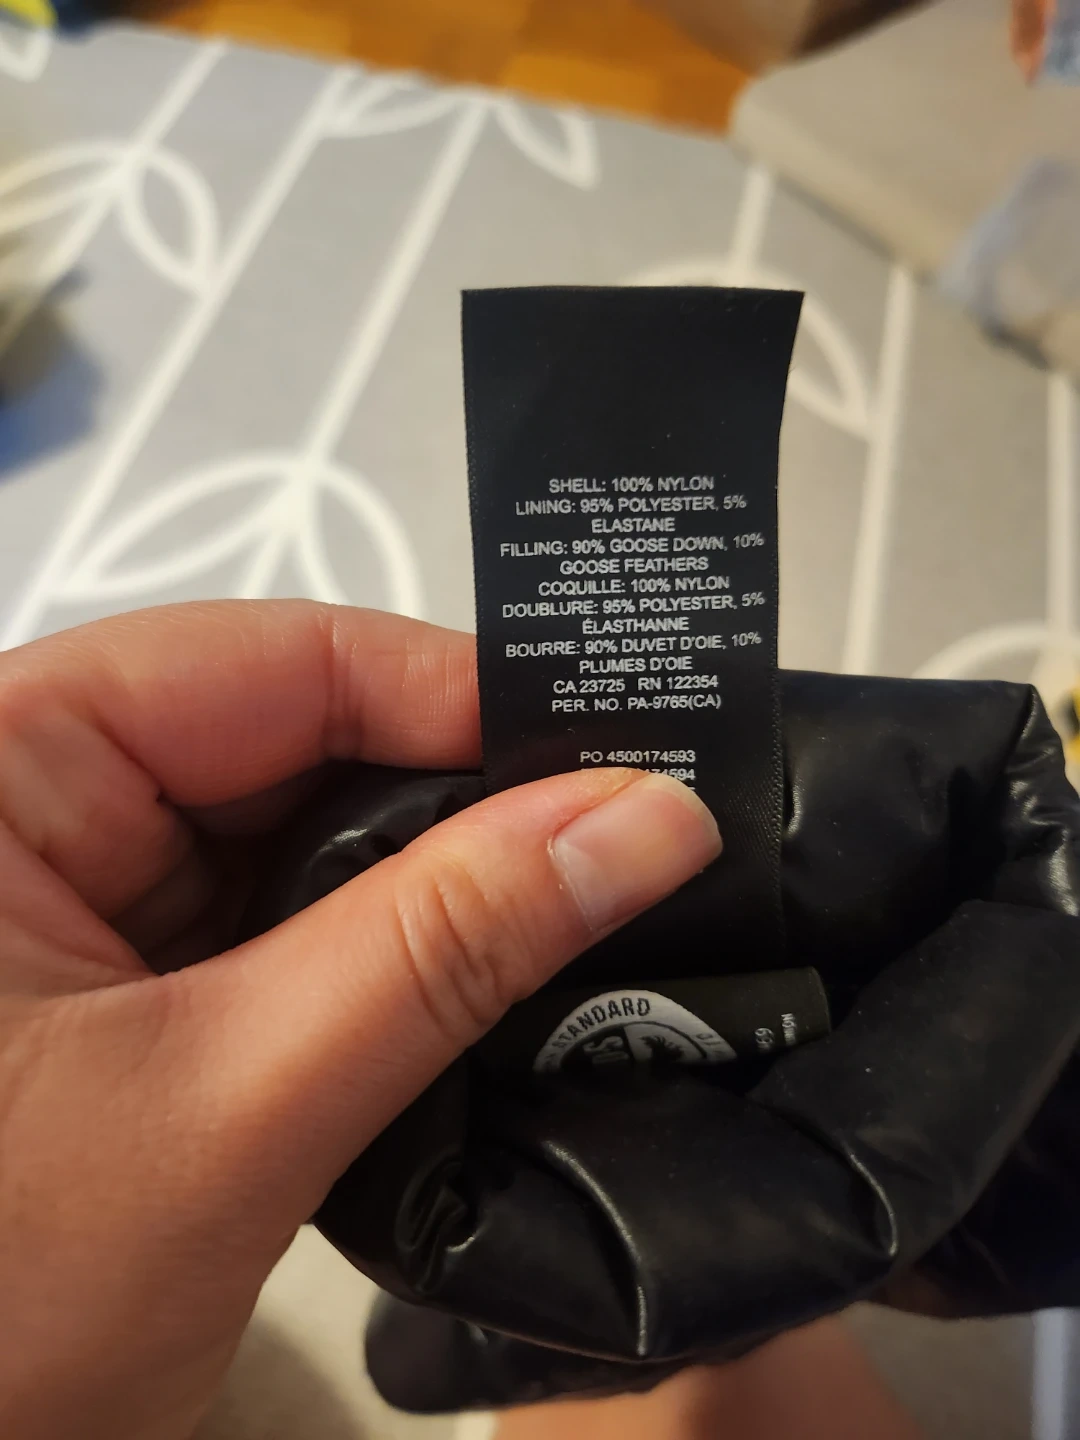 SHELL: 100% NYLON
LINING: 95% POLYESTER, 5%
ELASTANE
FILLING: 90% GOOSE DOWN, 10%
GOOSE FEATHERS
COQUILLE: 100% NYLON
DOUBLURE: 95% POLYESTER, 5%
ÉLASTHANNE
BOURRE: 90% DUVET D'OIE, 10%
PLUMES D'OIE
CA 23725 RN 122354
PER. NO. PA-9765(CA)
PO 4500174593
STANDARD